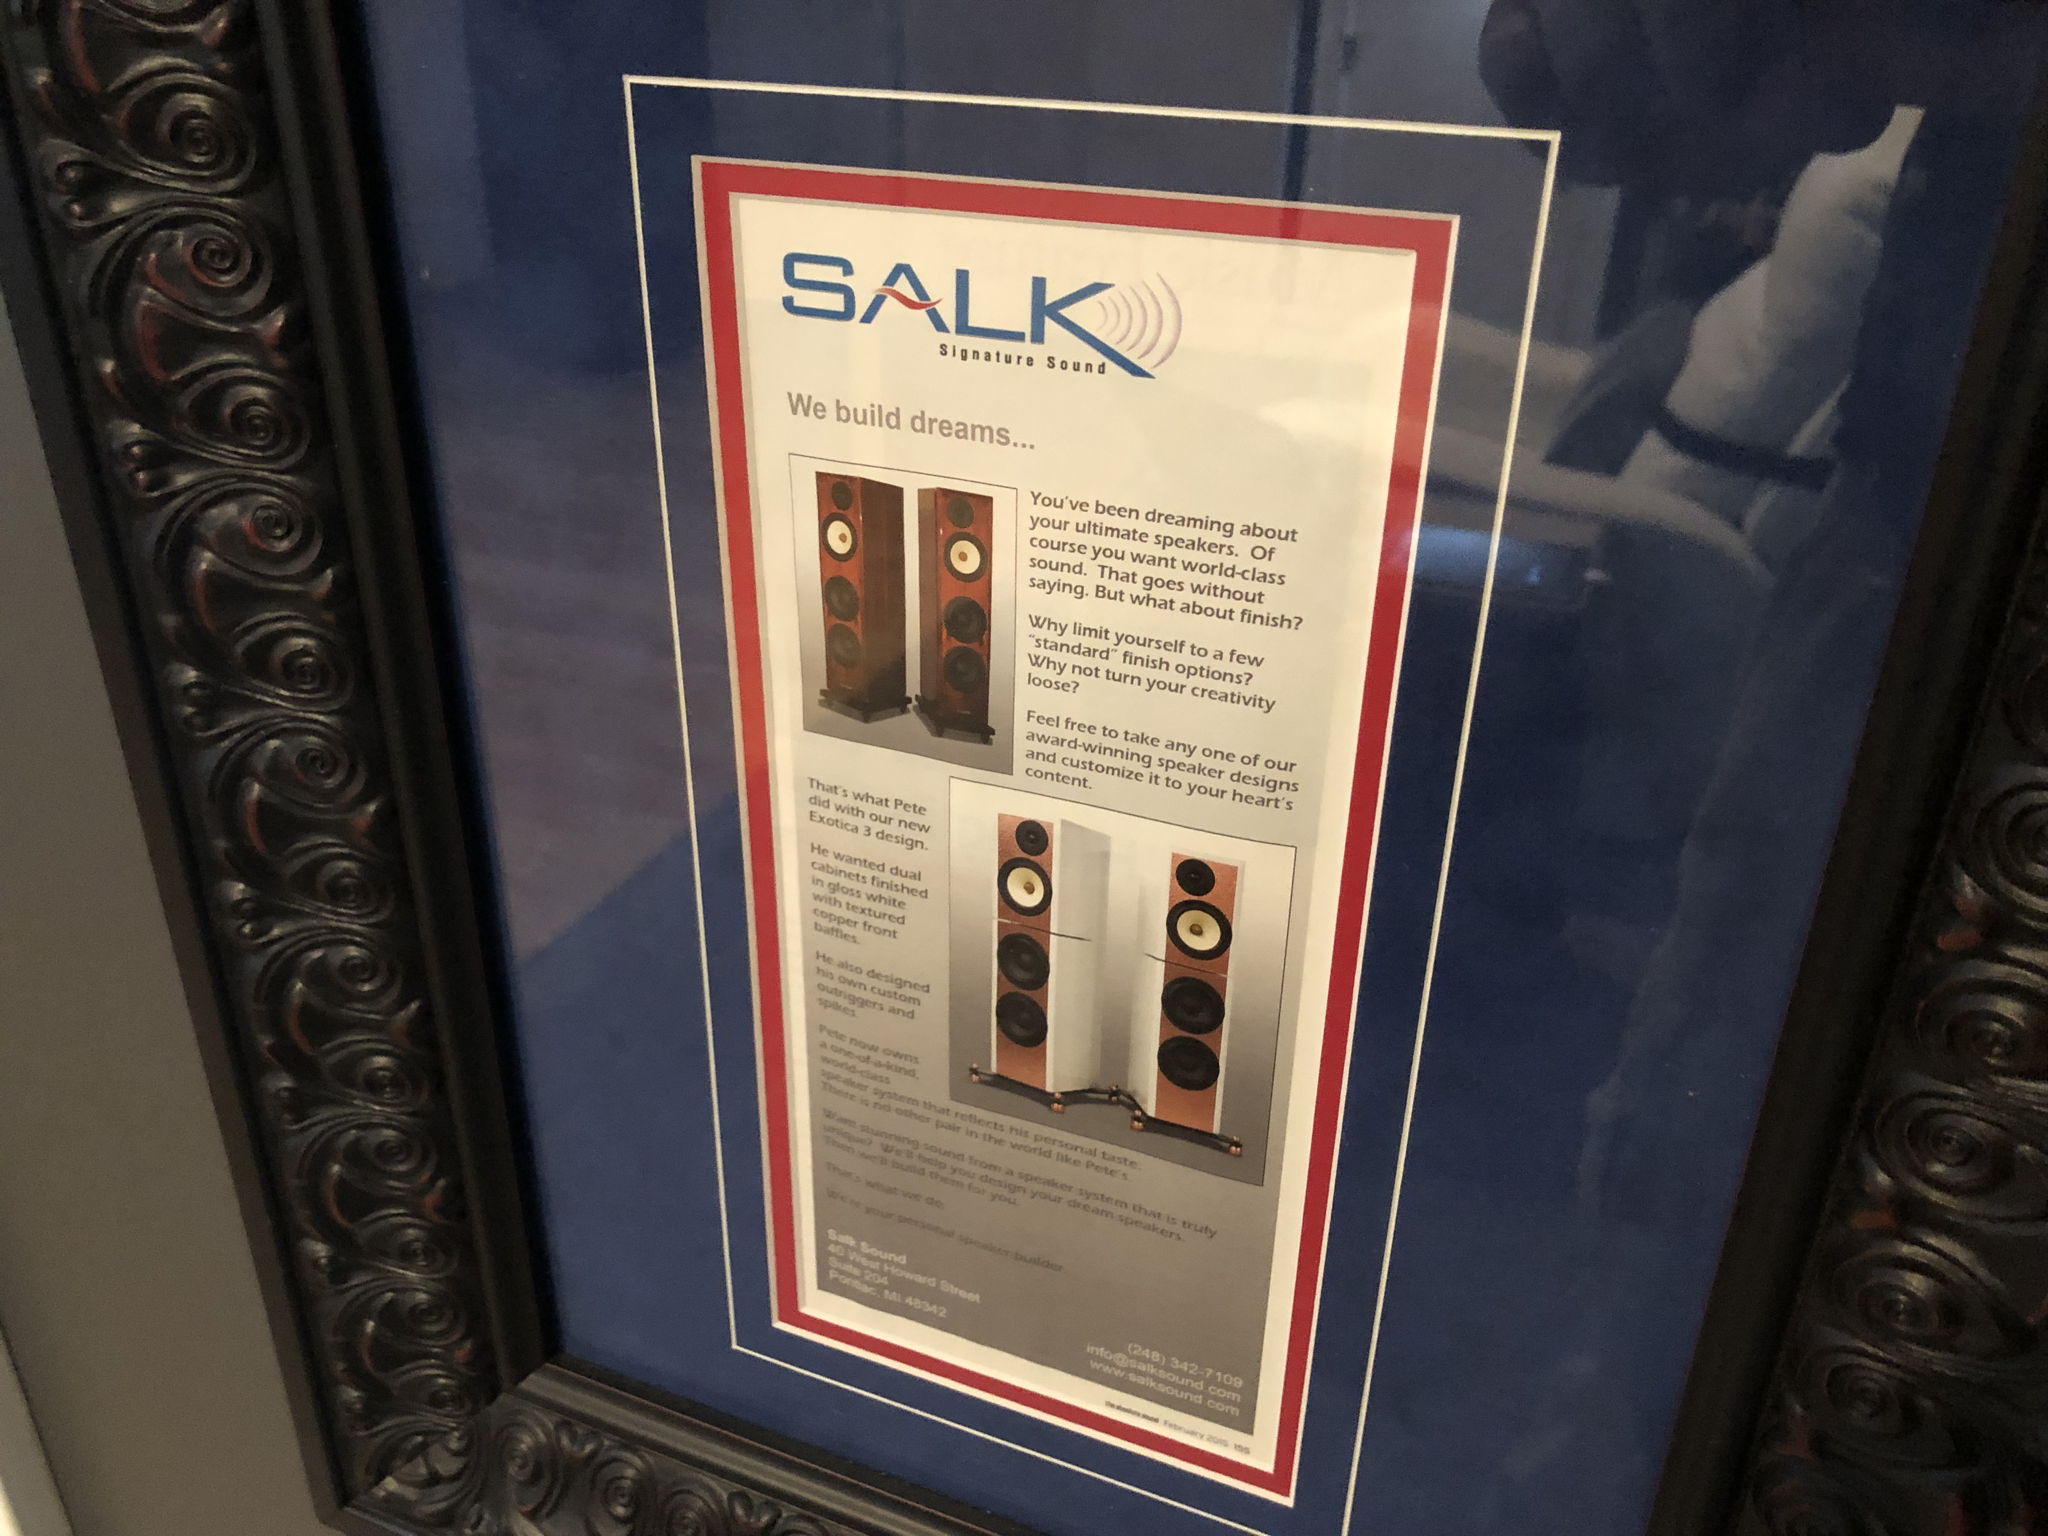 SALK
Signature Sound
We build dreams...
You've been dreaming about
your ultimate speakers. Of
course you want world-class
sound. That goes without
saying. But what about finish?
Why limit yourself to a few
"standard" finish options?
Why not turn your creativity
loose?
Feel free to take any one of our
award-winning speaker designs
and customize it to your heart's
content.
That's what Pete
did with our new
Exotica 3 design.
He wanted dual
cabinets finished
in gloss white
with textured
copper front
baffles.
He also designed
his own custom
outriggers and
spikes.
Pete now owns
a one-of-a-kind,
world-class
speaker system that reflects his personal taste.
There is no other pair in the world like Pete's.
Want stunning sound from a speaker system that is truly
unique? We'll help you design your dream speakers.
Then we'll build them for you.
That's what we do.
We're your personal speaker builder.
Salk Sound
40 West Howard Street
Suite 204
Pontiac, MI 48342
(248) 342-7109
info@salksound.com
www.salksound.com
the absolute sound February 2015 155